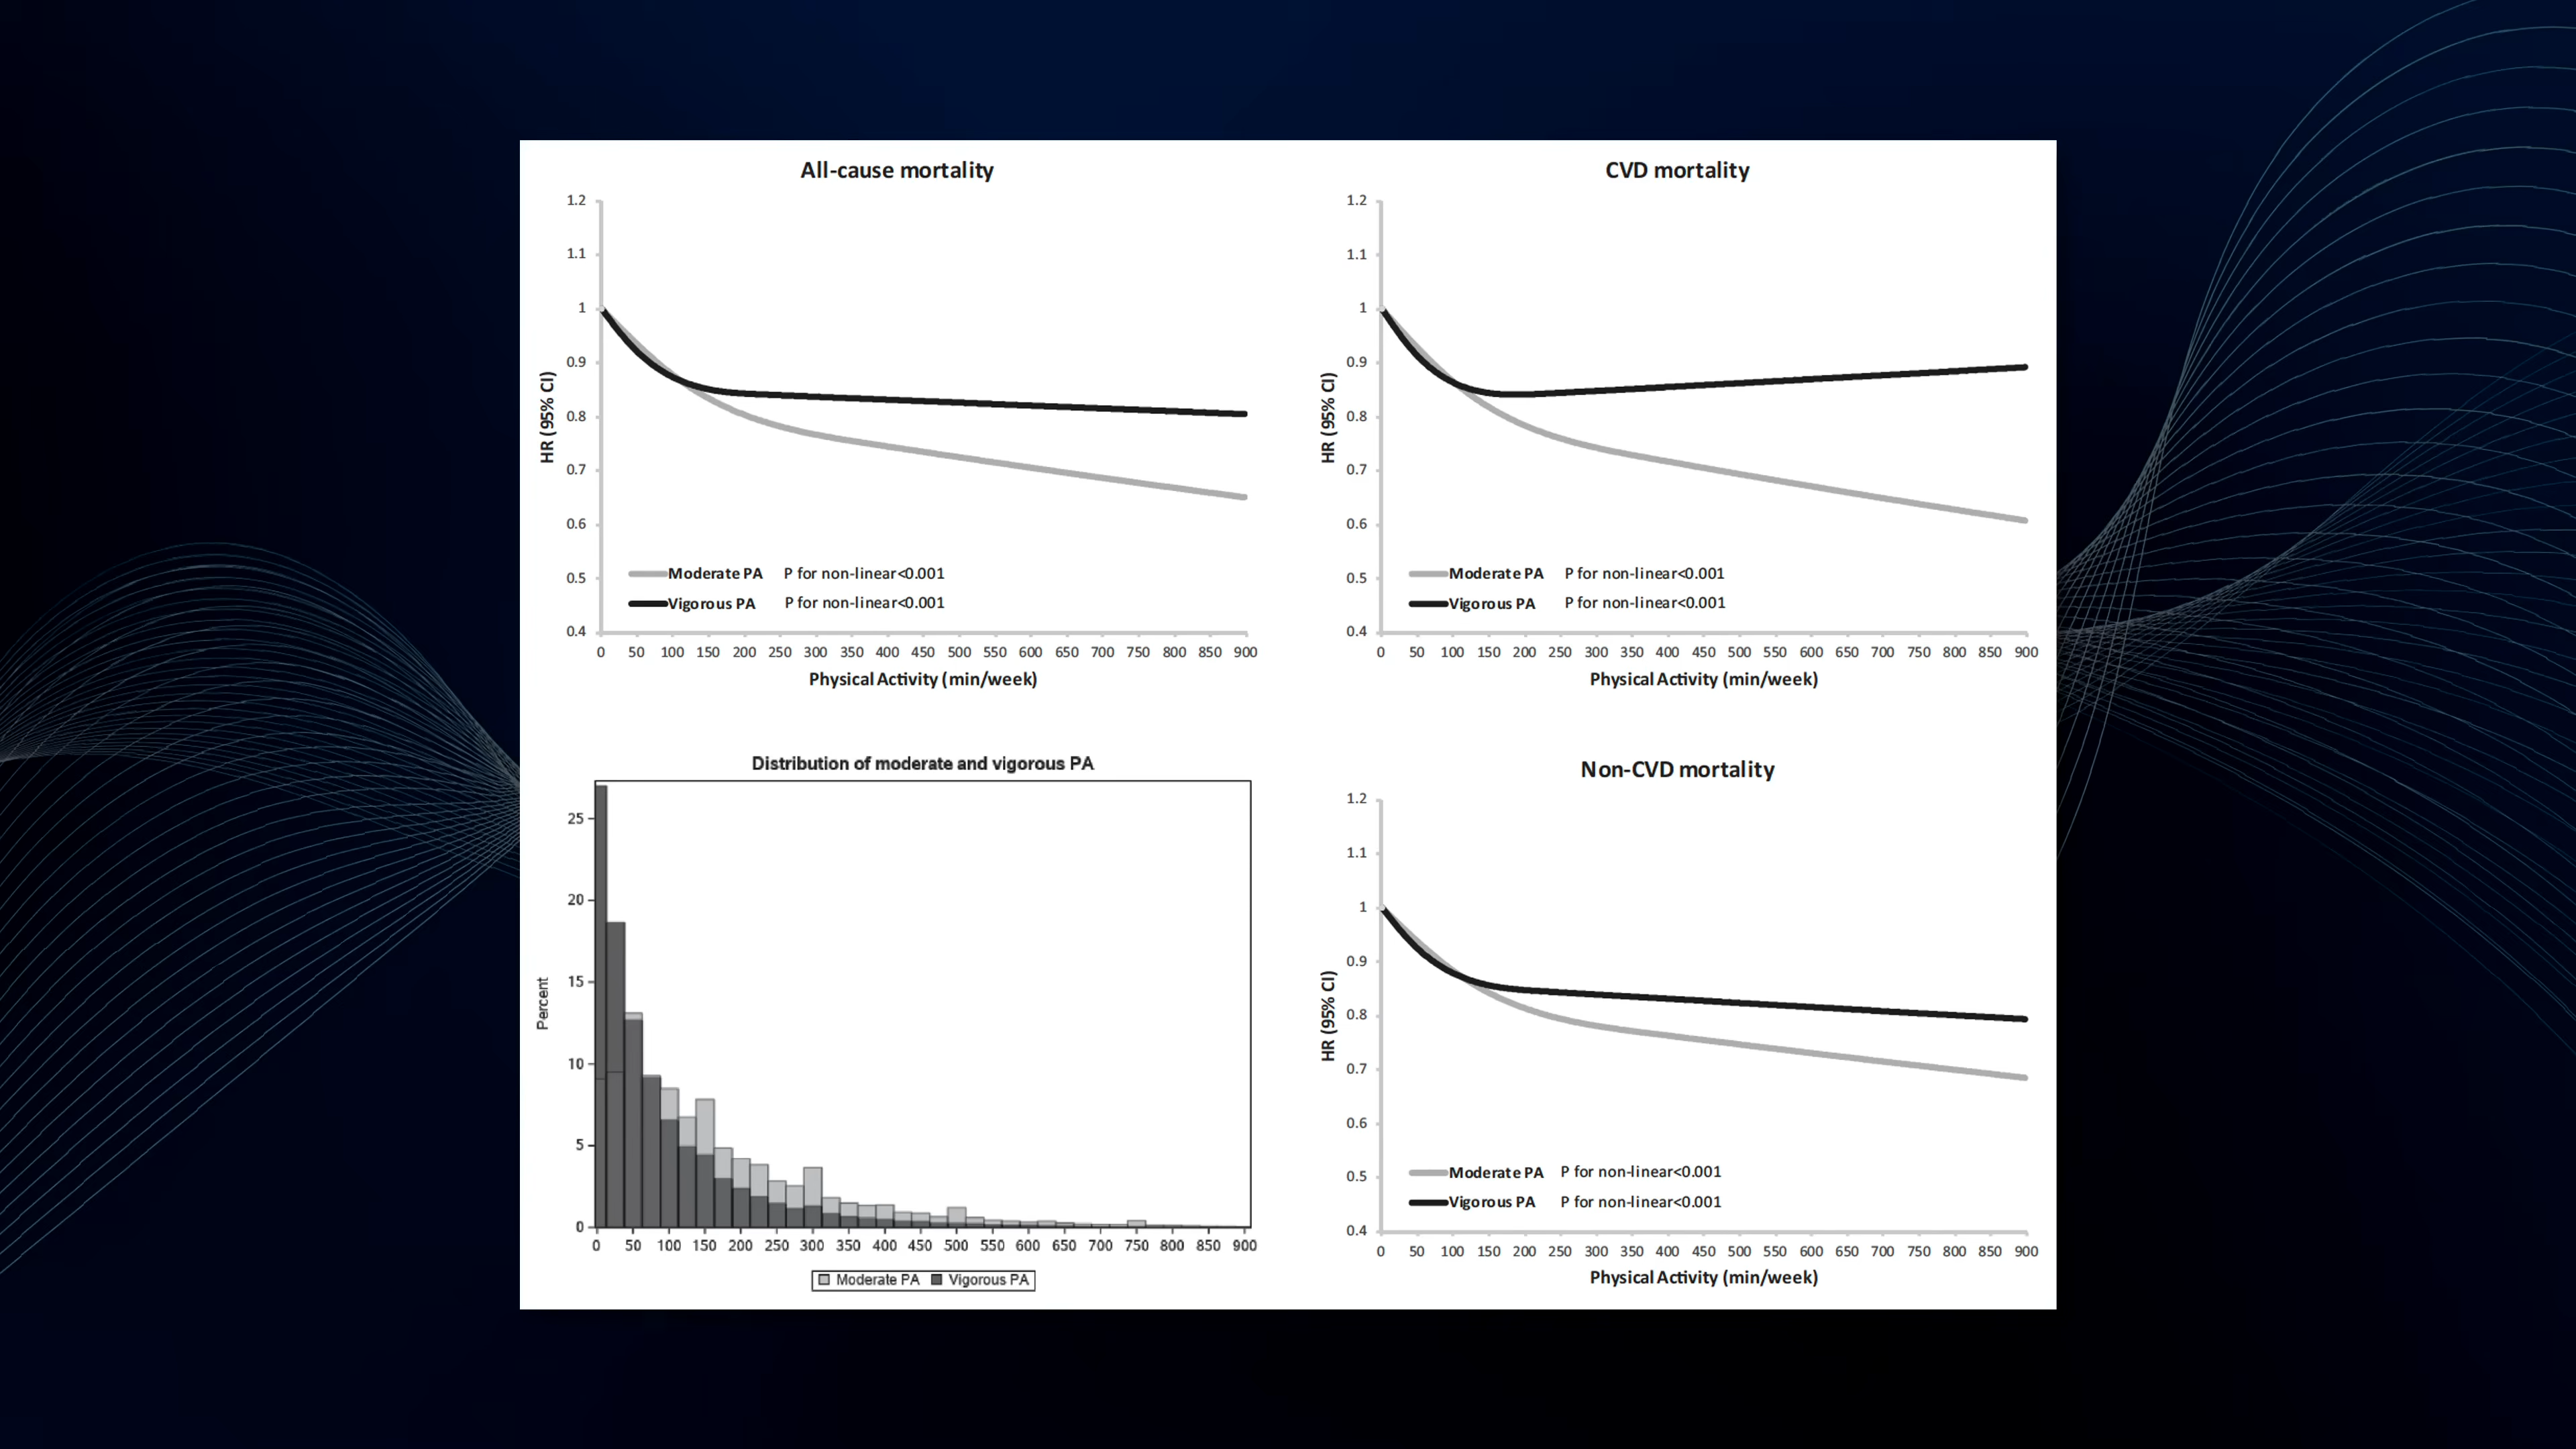 All-cause mortality
1.2
1.1
1
0.9
0.8
0.7
0.6
0.5
0.4
HR (95% CI)
Moderate PA P for non-linear<0.001
Vigorous PA P for non-linear<0.001
0 50 100 150 200 250 300 350 400 450 500 550 600 650 700 750 800 850 900
Physical Activity (min/week)
CVD mortality
1.2
1.1
1
0.9
0.8
0.7
0.6
0.5
0.4
HR (95% CI)
Moderate PA P for non-linear<0.001
Vigorous PA P for non-linear<0.001
0 50 100 150 200 250 300 350 400 450 500 550 600 650 700 750 800 850 900
Physical Activity (min/week)
Distribution of moderate and vigorous PA
25
20
15
10
5
0
Percent
0 50 100 150 200 250 300 350 400 450 500 550 600 650 700 750 800 850 900
Moderate PA Vigorous PA
Non-CVD mortality
1.2
1.1
1
0.9
0.8
0.7
0.6
0.5
0.4
HR (95% CI)
Moderate PA P for non-linear<0.001
Vigorous PA P for non-linear<0.001
0 50 100 150 200 250 300 350 400 450 500 550 600 650 700 750 800 850 900
Physical Activity (min/week)